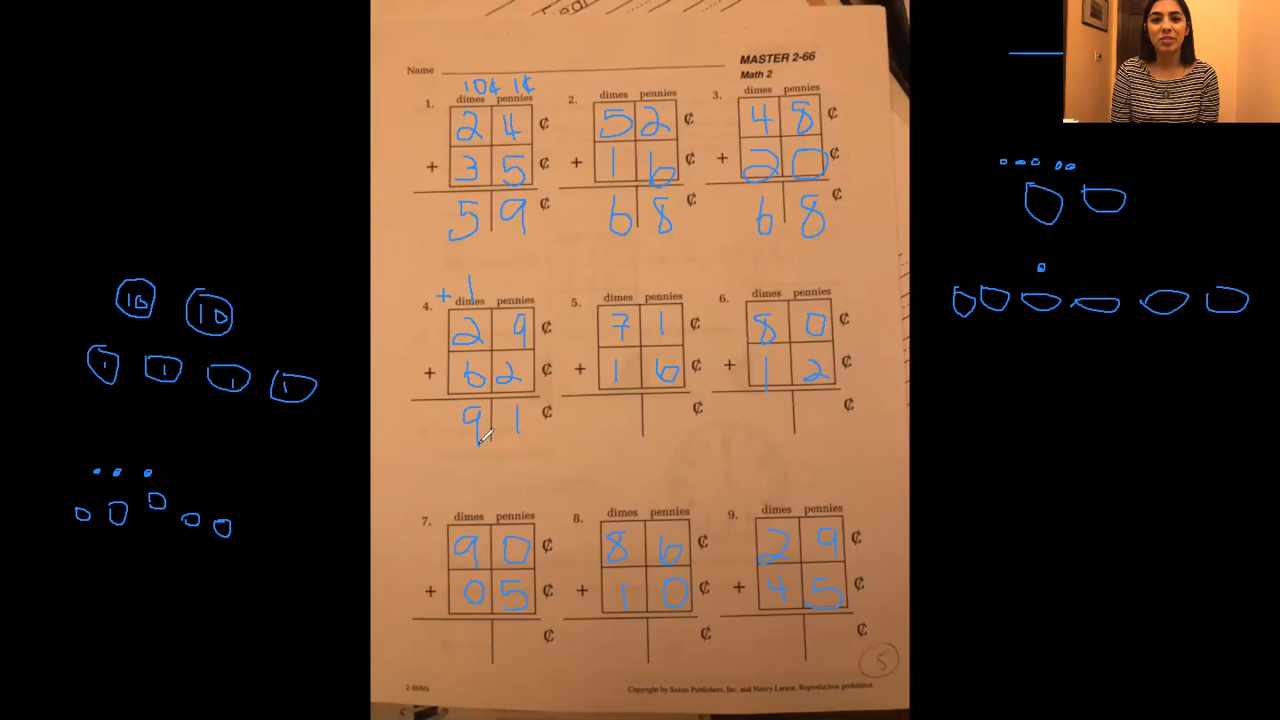 MASTER 2-66
Name
Math 2
10¢ 1¢
1. dimes pennies
2 4 ¢
+ 3 5 ¢
5 9 ¢
2. dimes pennies
5 2 ¢
+ 1 6 ¢
6 8 ¢
3. dimes pennies
4 8 ¢
+ 2 0 ¢
6 8 ¢
+ 1
4. dimes pennies
2 9 ¢
+ 6 2 ¢
9 1 ¢
5. dimes pennies
7 1 ¢
+ 1 6 ¢
¢
6. dimes pennies
8 0 ¢
+ 1 2 ¢
¢
7. dimes pennies
9 0 ¢
+ 0 5 ¢
¢
8. dimes pennies
8 6 ¢
+ 1 0 ¢
¢
9. dimes pennies
2 9 ¢
+ 4 5 ¢
¢
5
2-66Ma
Copyright by Saxon Publishers, Inc. and Nancy Larson. Reproduction prohibited.
10 10
1 1 1 1